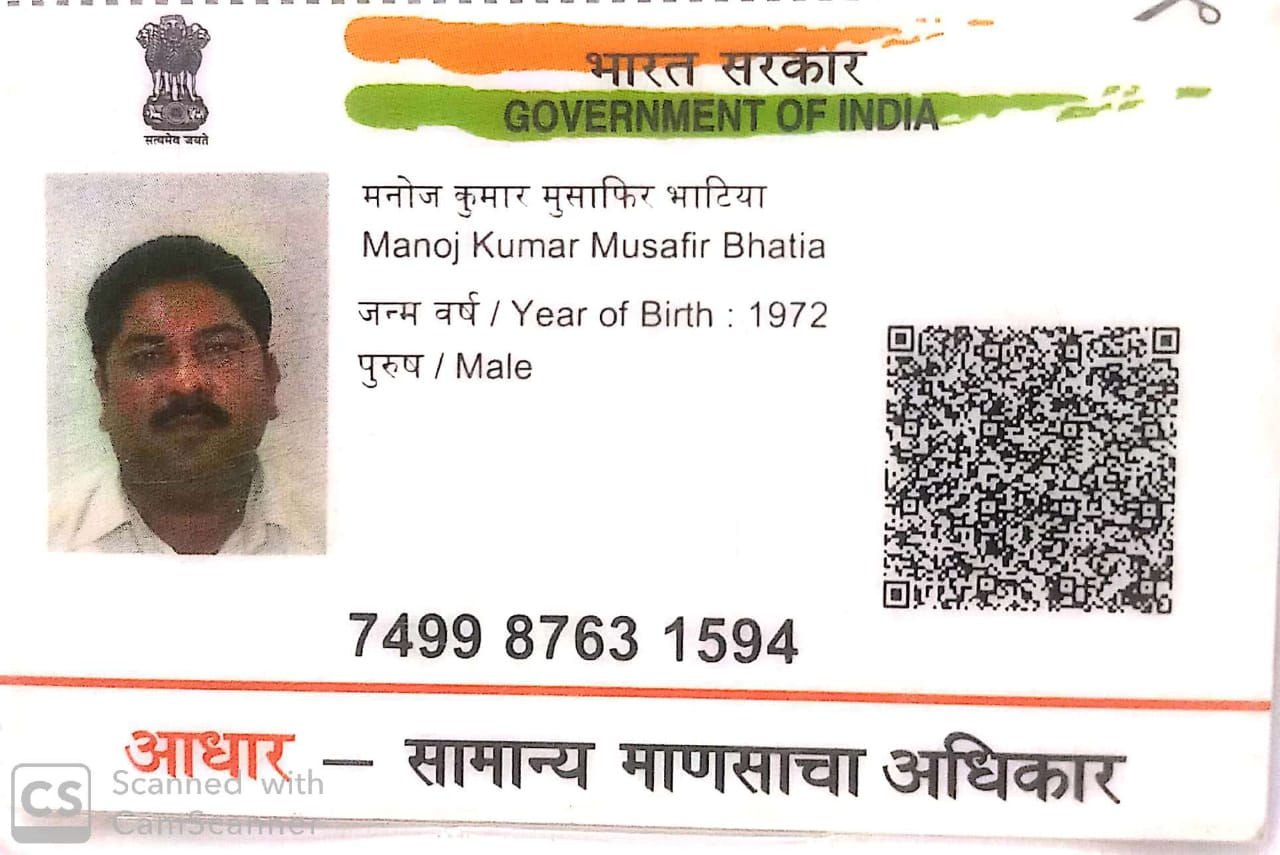 भारत सरकार
GOVERNMENT OF INDIA
सत्यमेव जयते
मनोज कुमार मुसाफिर भाटिया
Manoj Kumar Musafir Bhatia
जन्म वर्ष / Year of Birth : 1972
पुरुष / Male
7499 8763 1594
आधार — सामान्य माणसाचा अधिकार
CS Scanned with
CamScanner